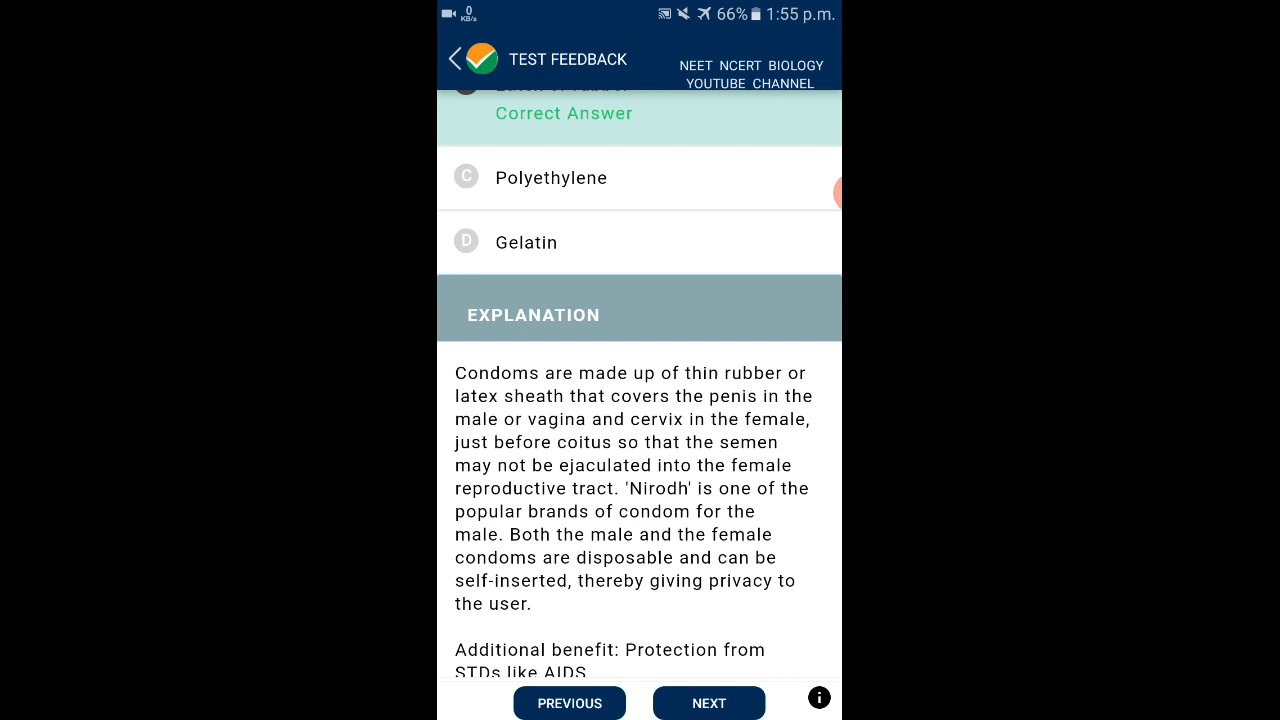 0
KB/s
66% 1:55 p.m.
TEST FEEDBACK
NEET NCERT BIOLOGY
YOUTUBE CHANNEL
Correct Answer
C Polyethylene
D Gelatin
EXPLANATION
Condoms are made up of thin rubber or
latex sheath that covers the penis in the
male or vagina and cervix in the female,
just before coitus so that the semen
may not be ejaculated into the female
reproductive tract. 'Nirodh' is one of the
popular brands of condom for the
male. Both the male and the female
condoms are disposable and can be
self-inserted, thereby giving privacy to
the user.
Additional benefit: Protection from
STDs like AIDS
PREVIOUS
NEXT
i